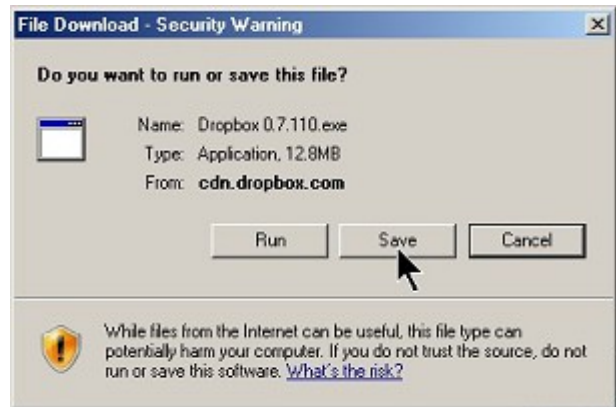 File Download - Security Warning
Do you want to run or save this file?
Name: Dropbox 0.7.110.exe
Type: Application, 12.8MB
From: cdn.dropbox.com
Run Save Cancel
While files from the Internet can be useful, this file type can
potentially harm your computer. If you do not trust the source, do not
run or save this software. What's the risk?